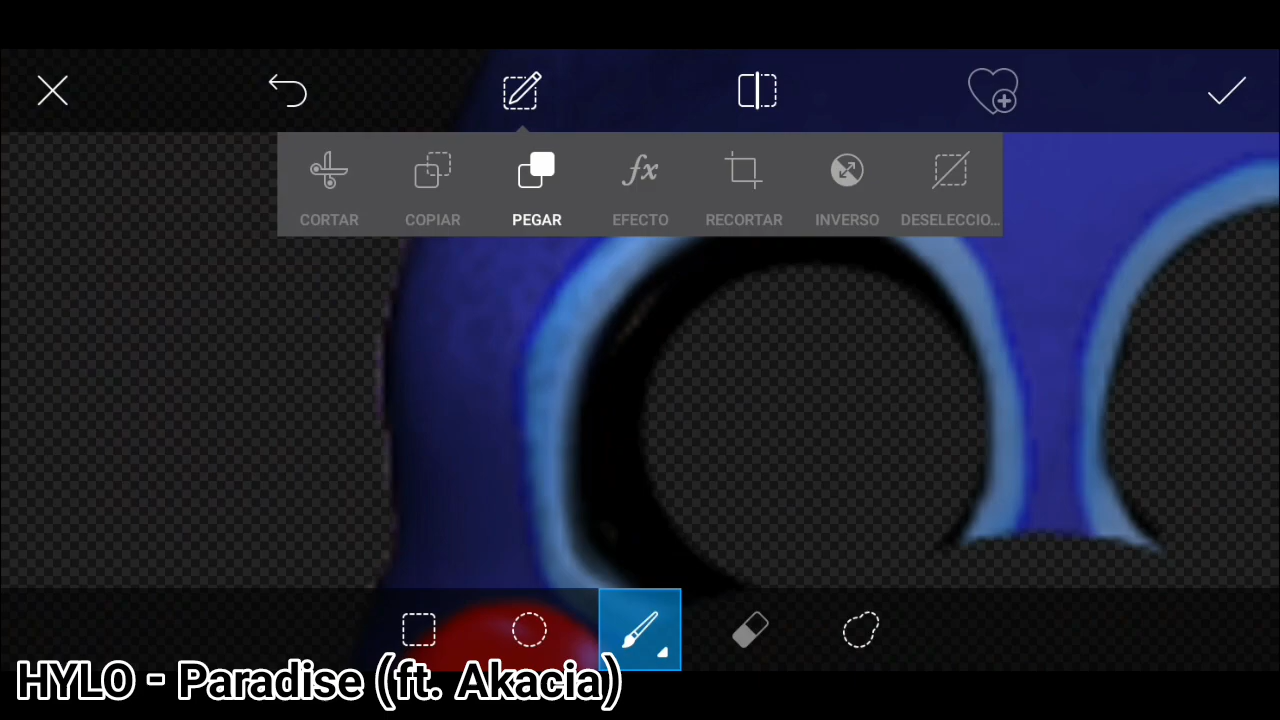 CORTAR COPIAR PEGAR EFECTO RECORTAR INVERSO DESELECCIO...
HYLO - Paradise (ft. Akacia)